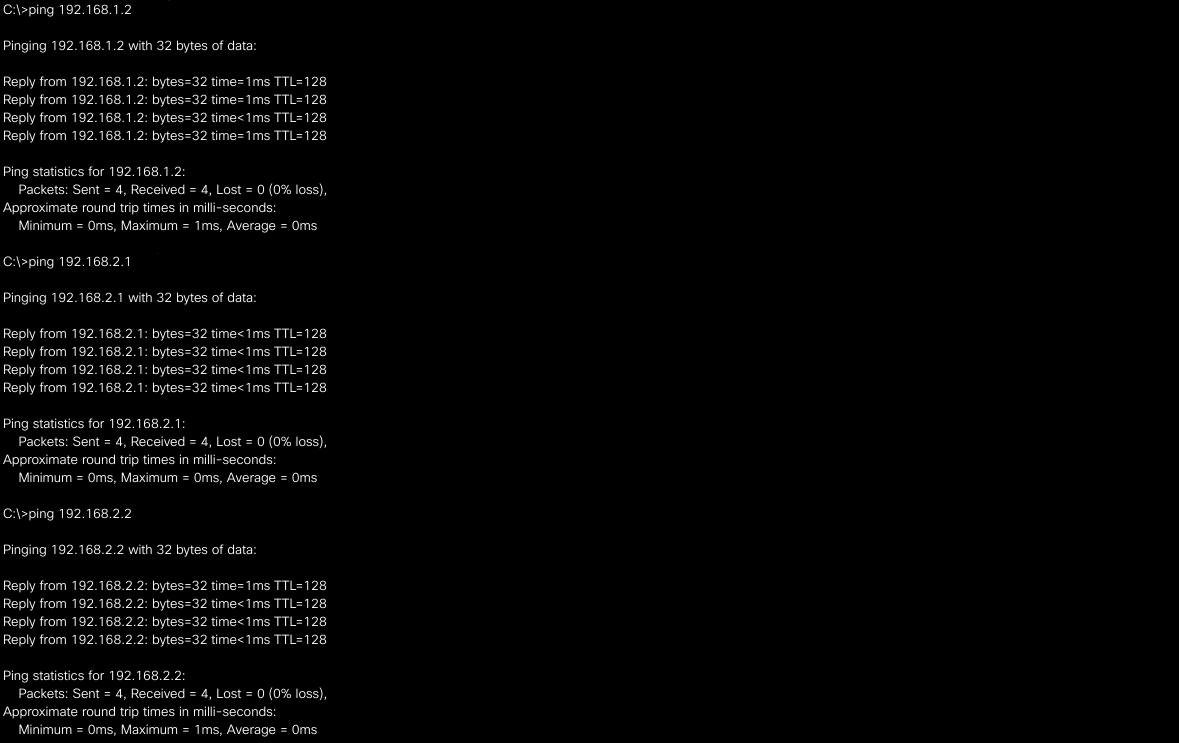 C:\>ping 192.168.1.2
Pinging 192.168.1.2 with 32 bytes of data:
Reply from 192.168.1.2: bytes=32 time=1ms TTL=128
Reply from 192.168.1.2: bytes=32 time=1ms TTL=128
Reply from 192.168.1.2: bytes=32 time<1ms TTL=128
Reply from 192.168.1.2: bytes=32 time=1ms TTL=128
Ping statistics for 192.168.1.2:
Packets: Sent = 4, Received = 4, Lost = 0 (0% loss),
Approximate round trip times in milli-seconds:
Minimum = 0ms, Maximum = 1ms, Average = 0ms
C:\>ping 192.168.2.1
Pinging 192.168.2.1 with 32 bytes of data:
Reply from 192.168.2.1: bytes=32 time<1ms TTL=128
Reply from 192.168.2.1: bytes=32 time<1ms TTL=128
Reply from 192.168.2.1: bytes=32 time<1ms TTL=128
Reply from 192.168.2.1: bytes=32 time<1ms TTL=128
Ping statistics for 192.168.2.1:
Packets: Sent = 4, Received = 4, Lost = 0 (0% loss),
Approximate round trip times in milli-seconds:
Minimum = 0ms, Maximum = 0ms, Average = 0ms
C:\>ping 192.168.2.2
Pinging 192.168.2.2 with 32 bytes of data:
Reply from 192.168.2.2: bytes=32 time=1ms TTL=128
Reply from 192.168.2.2: bytes=32 time<1ms TTL=128
Reply from 192.168.2.2: bytes=32 time<1ms TTL=128
Reply from 192.168.2.2: bytes=32 time<1ms TTL=128
Ping statistics for 192.168.2.2:
Packets: Sent = 4, Received = 4, Lost = 0 (0% loss),
Approximate round trip times in milli-seconds:
Minimum = 0ms, Maximum = 1ms, Average = 0ms